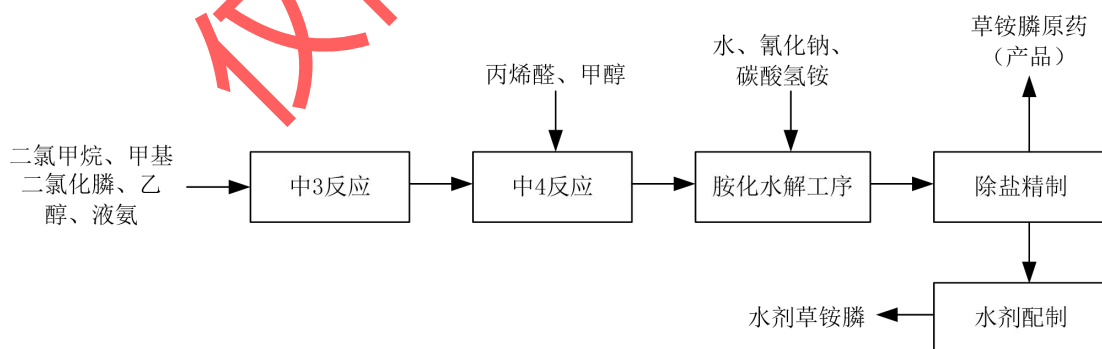 草铵膦原药
（产品）
水、氰化钠、
碳酸氢铵
丙烯醛、甲醇
二氯甲烷、甲基
二氯化膦、乙
醇、液氨
中3反应
中4反应
胺化水解工序
除盐精制
水剂草铵膦
水剂配制